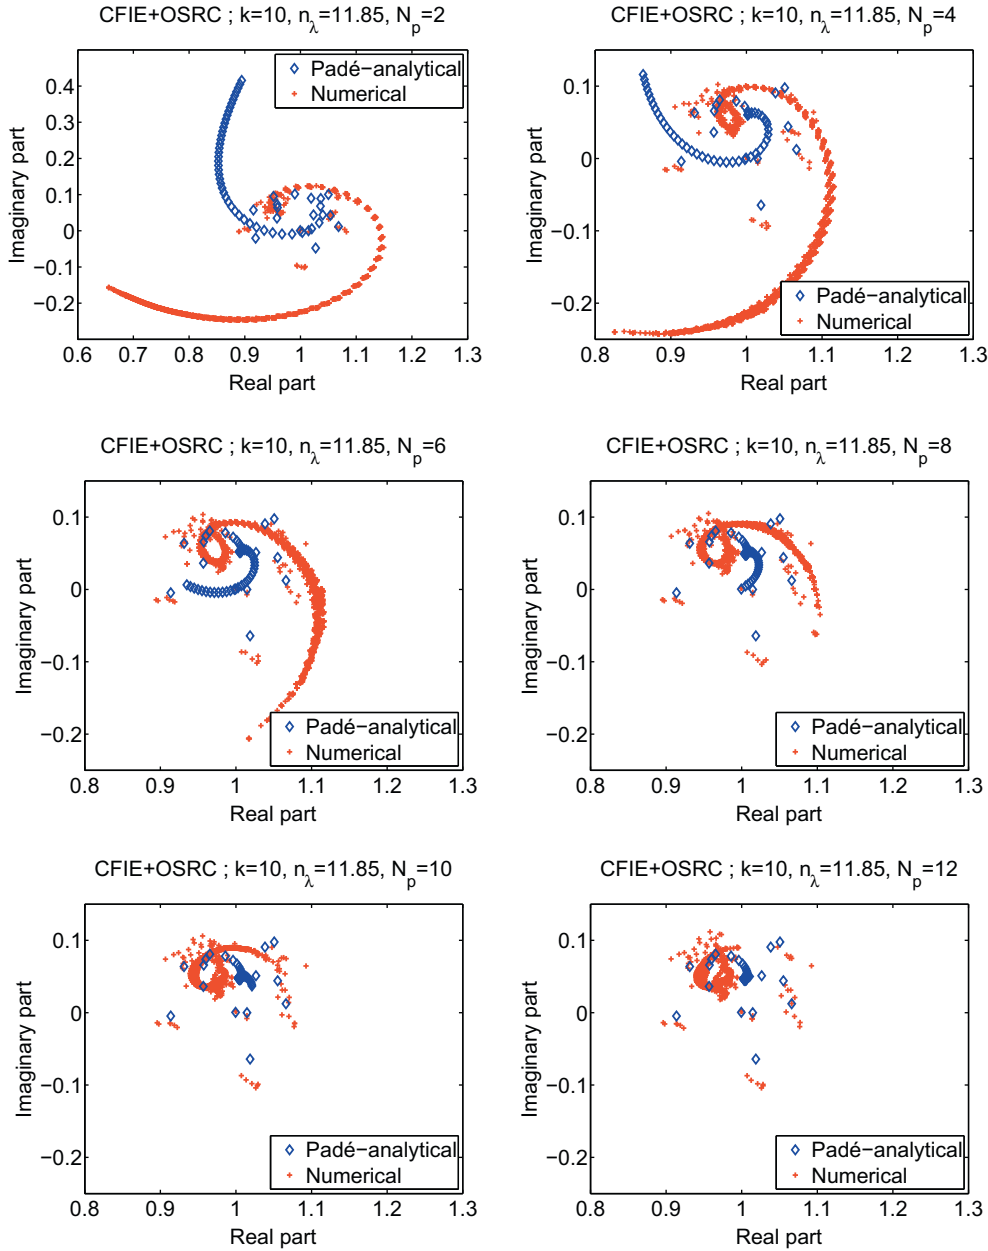 CFIE+OSRC ; k=10, nλ=11.85, Np=2
Padé−analytical
Numerical
0.4
0.3
0.2
0.1
0
−0.1
−0.2
Imaginary part
0.6 0.7 0.8 0.9 1 1.1 1.2 1.3
Real part
CFIE+OSRC ; k=10, nλ=11.85, Np=4
0.1
0
−0.1
−0.2
Imaginary part
Padé−analytical
Numerical
0.8 0.9 1 1.1 1.2 1.3
Real part
CFIE+OSRC ; k=10, nλ=11.85, Np=6
0.1
0
−0.1
−0.2
Imaginary part
Padé−analytical
Numerical
0.8 0.9 1 1.1 1.2 1.3
Real part
CFIE+OSRC ; k=10, nλ=11.85, Np=8
0.1
0
−0.1
−0.2
Imaginary part
Padé−analytical
Numerical
0.8 0.9 1 1.1 1.2 1.3
Real part
CFIE+OSRC ; k=10, nλ=11.85, Np=10
0.1
0
−0.1
−0.2
Imaginary part
Padé−analytical
Numerical
0.8 0.9 1 1.1 1.2 1.3
Real part
CFIE+OSRC ; k=10, nλ=11.85, Np=12
0.1
0
−0.1
−0.2
Imaginary part
Padé−analytical
Numerical
0.8 0.9 1 1.1 1.2 1.3
Real part